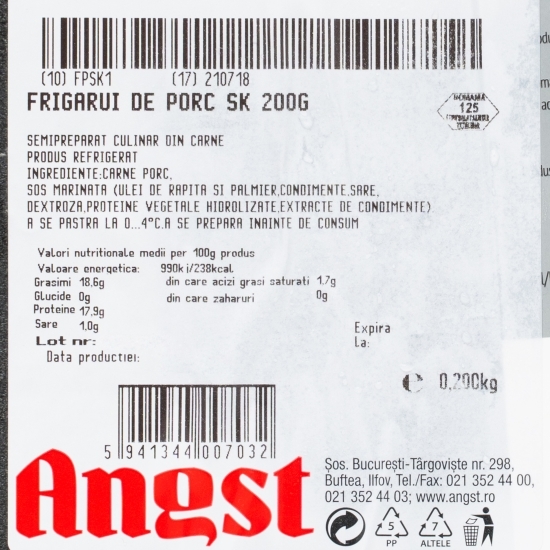 (10) FPSK1 (17) 210718
FRIGARUI DE PORC SK 200G
ROMANIA
125
SEMIPREPARAT CULINAR DIN CARNE
PRODUS REFRIGERAT
INGREDIENTE:CARNE PORC,
SOS MARINATA (ULEI DE RAPITA SI PALMIER,CONDIMENTE,SARE,
DEXTROZA,PROTEINE VEGETALE HIDROLIZATE,EXTRACTE DE CONDIMENTE)
A SE PASTRA LA 0...4°C.A SE PREPARA INAINTE DE CONSUM
Valori nutritionale medii per 100g produs
Valoare energetica: 990kj/238kcal
Grasimi 18.6g din care acizi grasi saturati 1.7g
Glucide 0g din care zaharuri 0g
Proteine 17.9g
Sare 1.0g
Lot nr:
Data productiei:
Expira
La:
e 0,200kg
5 941344 007032
Angst
Șos. București-Târgoviște nr. 298,
Buftea, Ilfov, Tel./Fax: 021 352 44 00,
021 352 44 03; www.angst.ro
5
PP
7
ALTELE